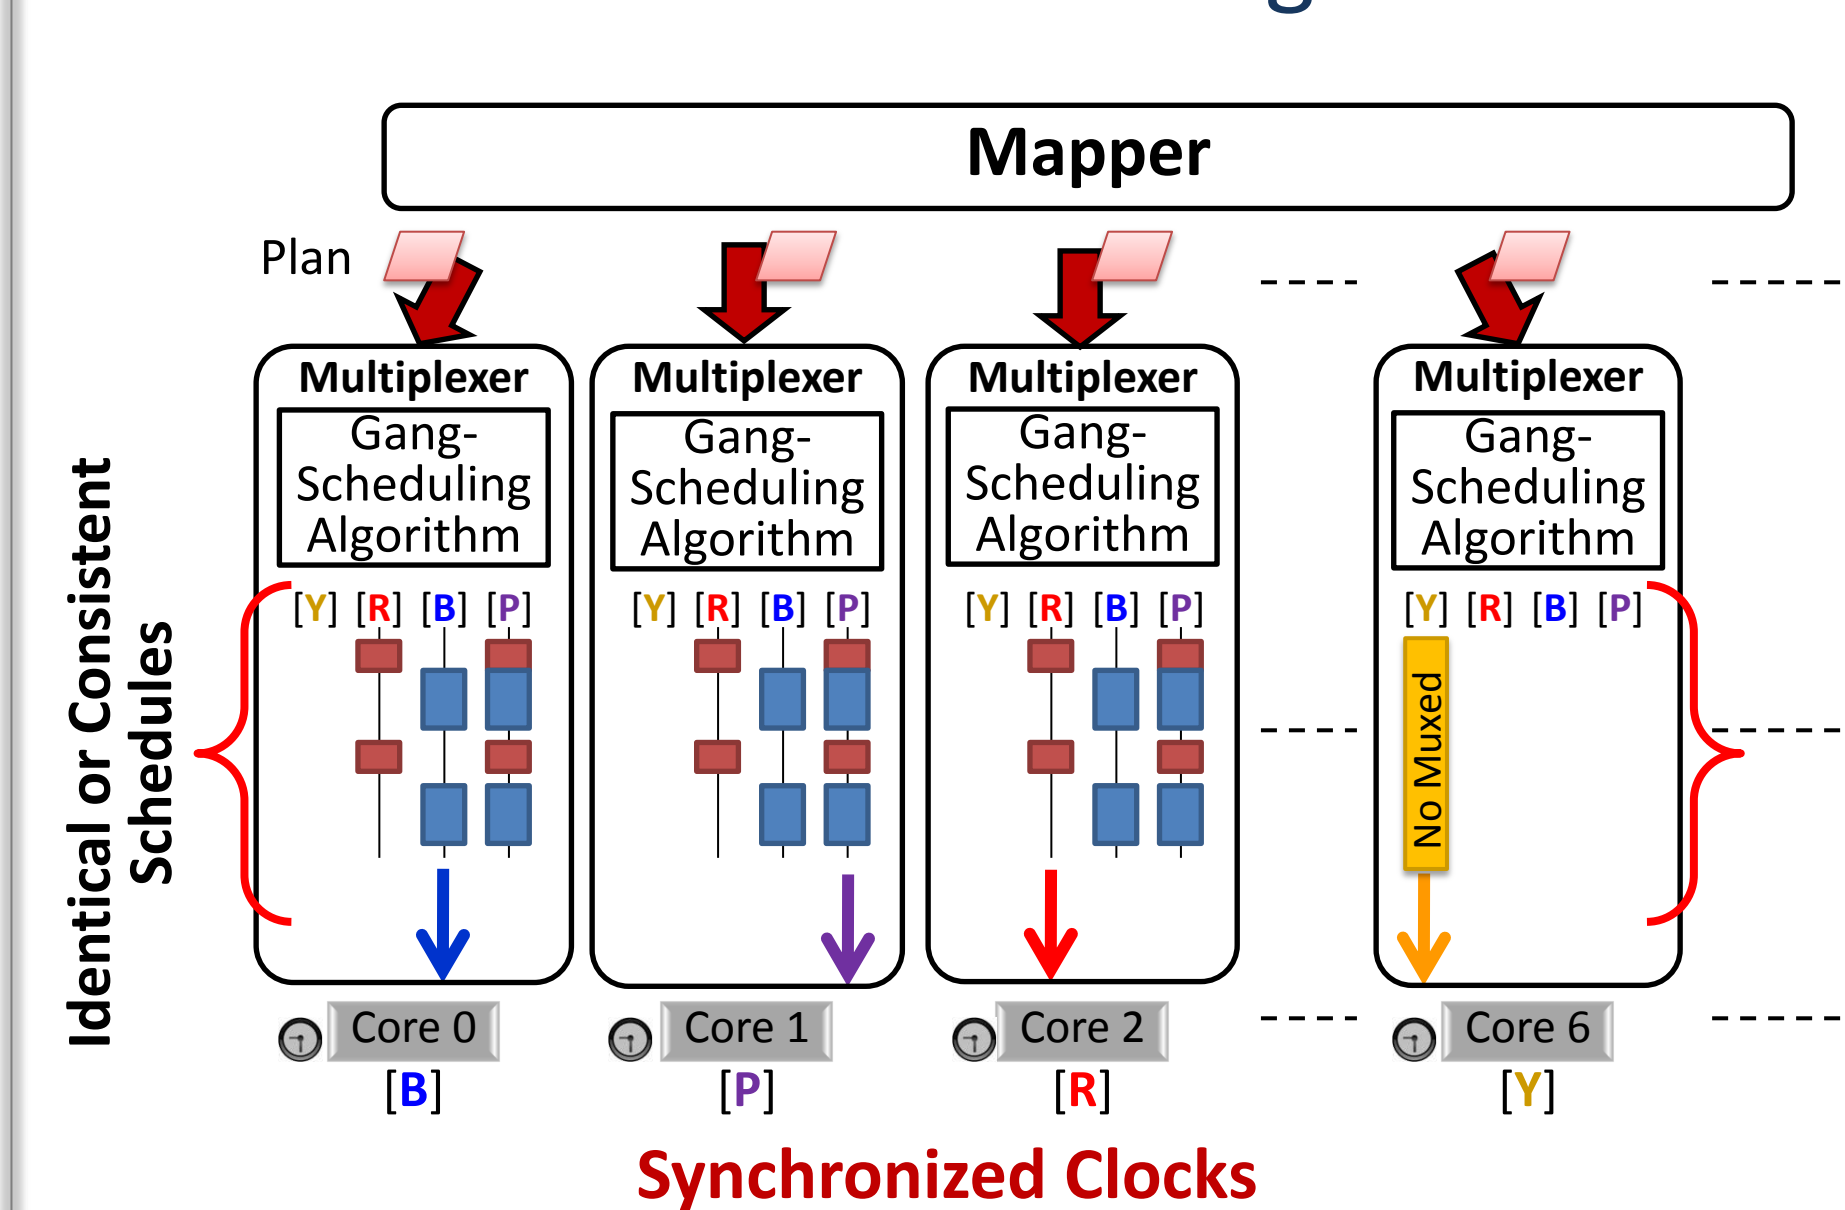 Mapper
Plan
Multiplexer
Gang-
Scheduling
Algorithm
[Y] [R] [B] [P]
Core 0
[B]
Multiplexer
Gang-
Scheduling
Algorithm
[Y] [R] [B] [P]
Core 1
[P]
Multiplexer
Gang-
Scheduling
Algorithm
[Y] [R] [B] [P]
Core 2
[R]
Multiplexer
Gang-
Scheduling
Algorithm
[Y] [R] [B] [P]
No Muxed
Core 6
[Y]
Identical or Consistent
Schedules
Synchronized Clocks